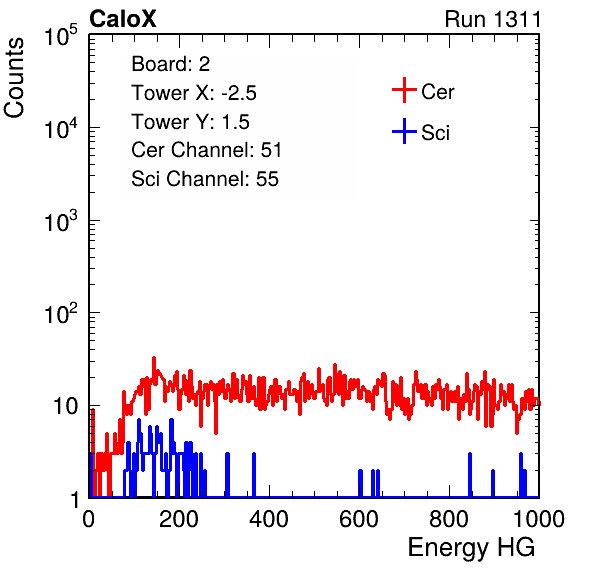 CaloX Run 1311
Counts
10^5
10^4
10^3
10^2
10
1
Board: 2
Tower X: -2.5
Tower Y: 1.5
Cer Channel: 51
Sci Channel: 55
Cer
Sci
0 200 400 600 800 1000
Energy HG